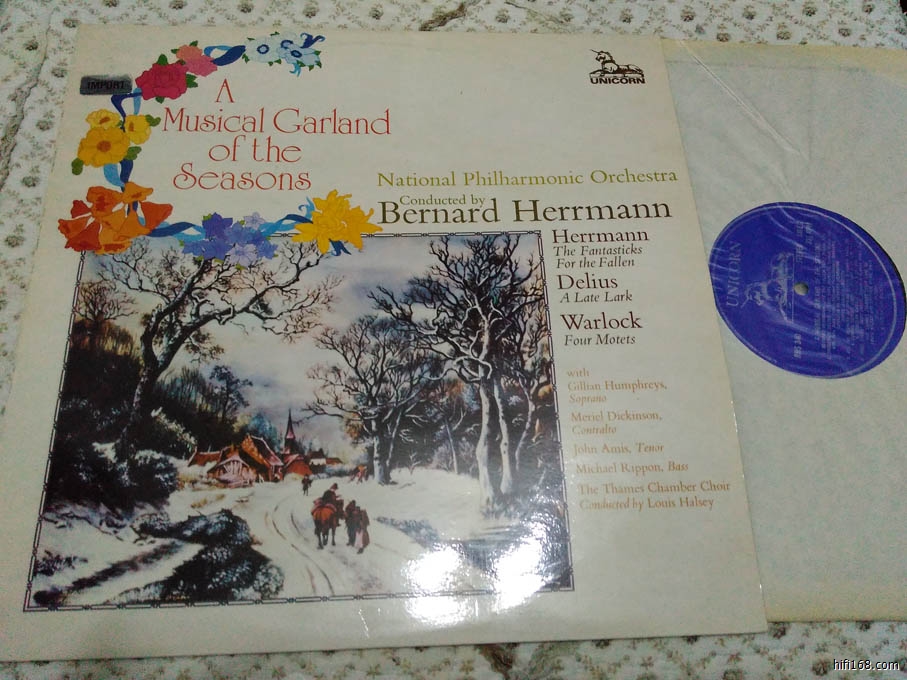 IMPORT
A
Musical Garland
of the
Seasons
UNICORN
National Philharmonic Orchestra
Conducted by
Bernard Herrmann
Herrmann
The Fantasticks
For the Fallen
Delius
A Late Lark
Warlock
Four Motets
with
Gillian Humphreys,
Soprano
Meriel Dickinson,
Contralto
John Amis, Tenor
Michael Rippon, Bass
The Thames Chamber Choir
Conducted by Louis Halsey
UNICORN
hifi168.com